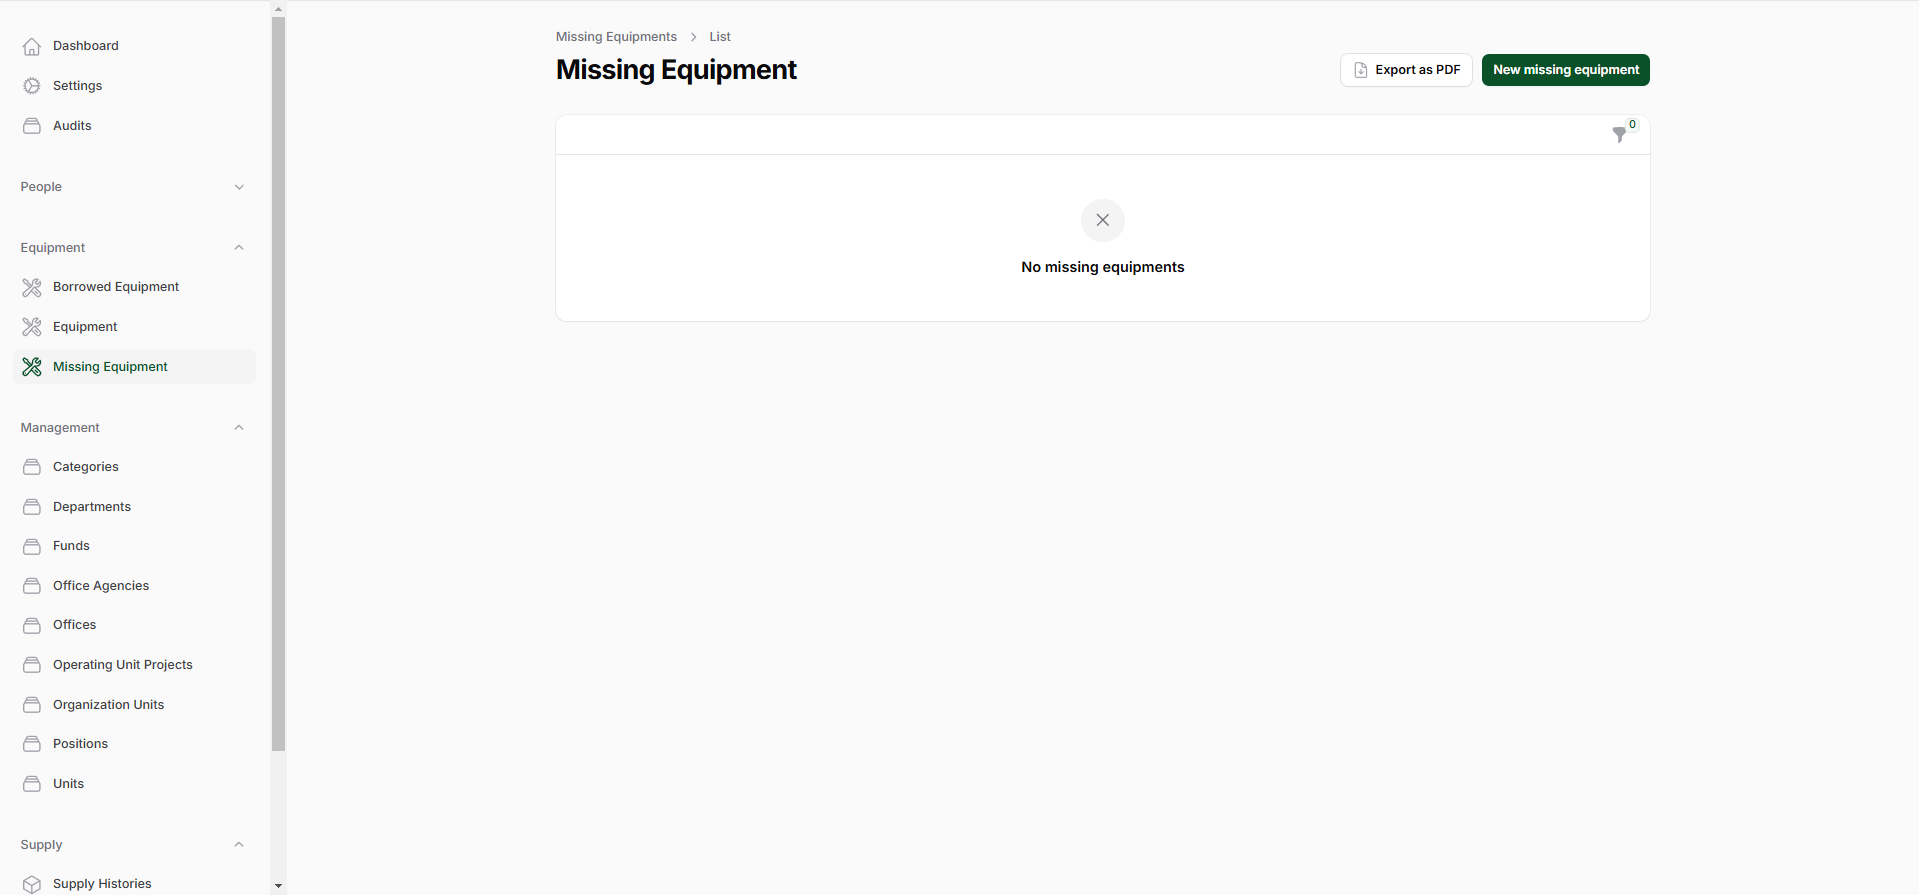 Dashboard
Settings
Audits
People
Equipment
Borrowed Equipment
Equipment
Missing Equipment
Management
Categories
Departments
Funds
Office Agencies
Offices
Operating Unit Projects
Organization Units
Positions
Units
Supply
Supply Histories
Missing Equipments > List
Missing Equipment
Export as PDF
New missing equipment
0
No missing equipments